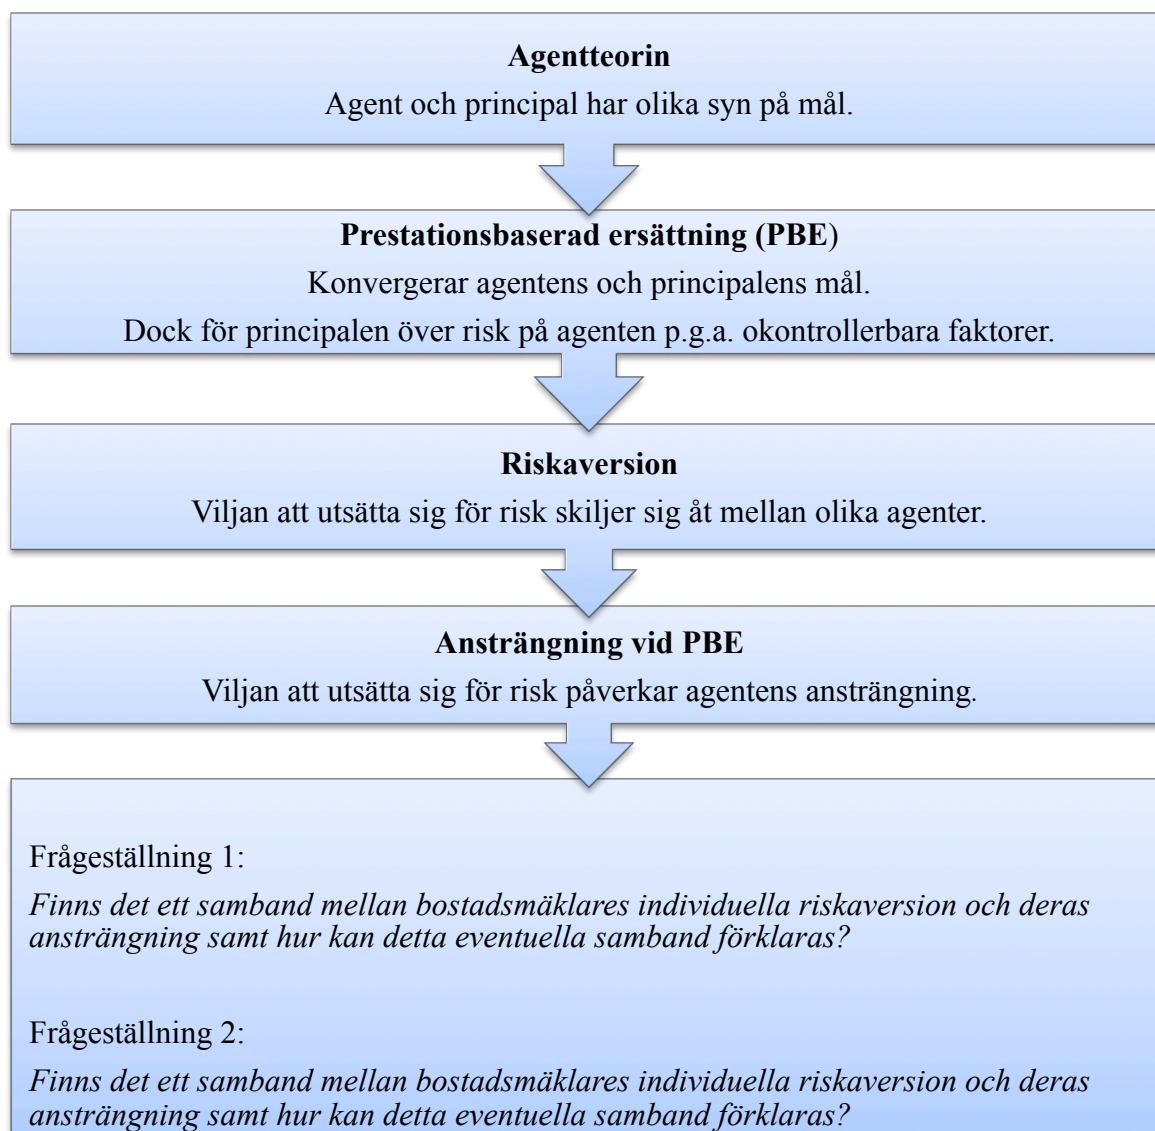 Agentteorin
Agent och principal har olika syn på mål.
Prestationsbaserad ersättning (PBE)
Konvergerar agentens och principalens mål.
Dock för principalen över risk på agenten p.g.a. okontrollerbara faktorer.
Riskaversion
Viljan att utsätta sig för risk skiljer sig åt mellan olika agenter.
Ansträngning vid PBE
Viljan att utsätta sig för risk påverkar agentens ansträngning.
Frågeställning 1:
Finns det ett samband mellan bostadsmäklares individuella riskaversion och deras
ansträngning samt hur kan detta eventuella samband förklaras?
Frågeställning 2:
Finns det ett samband mellan bostadsmäklares individuella riskaversion och deras
ansträngning samt hur kan detta eventuella samband förklaras?